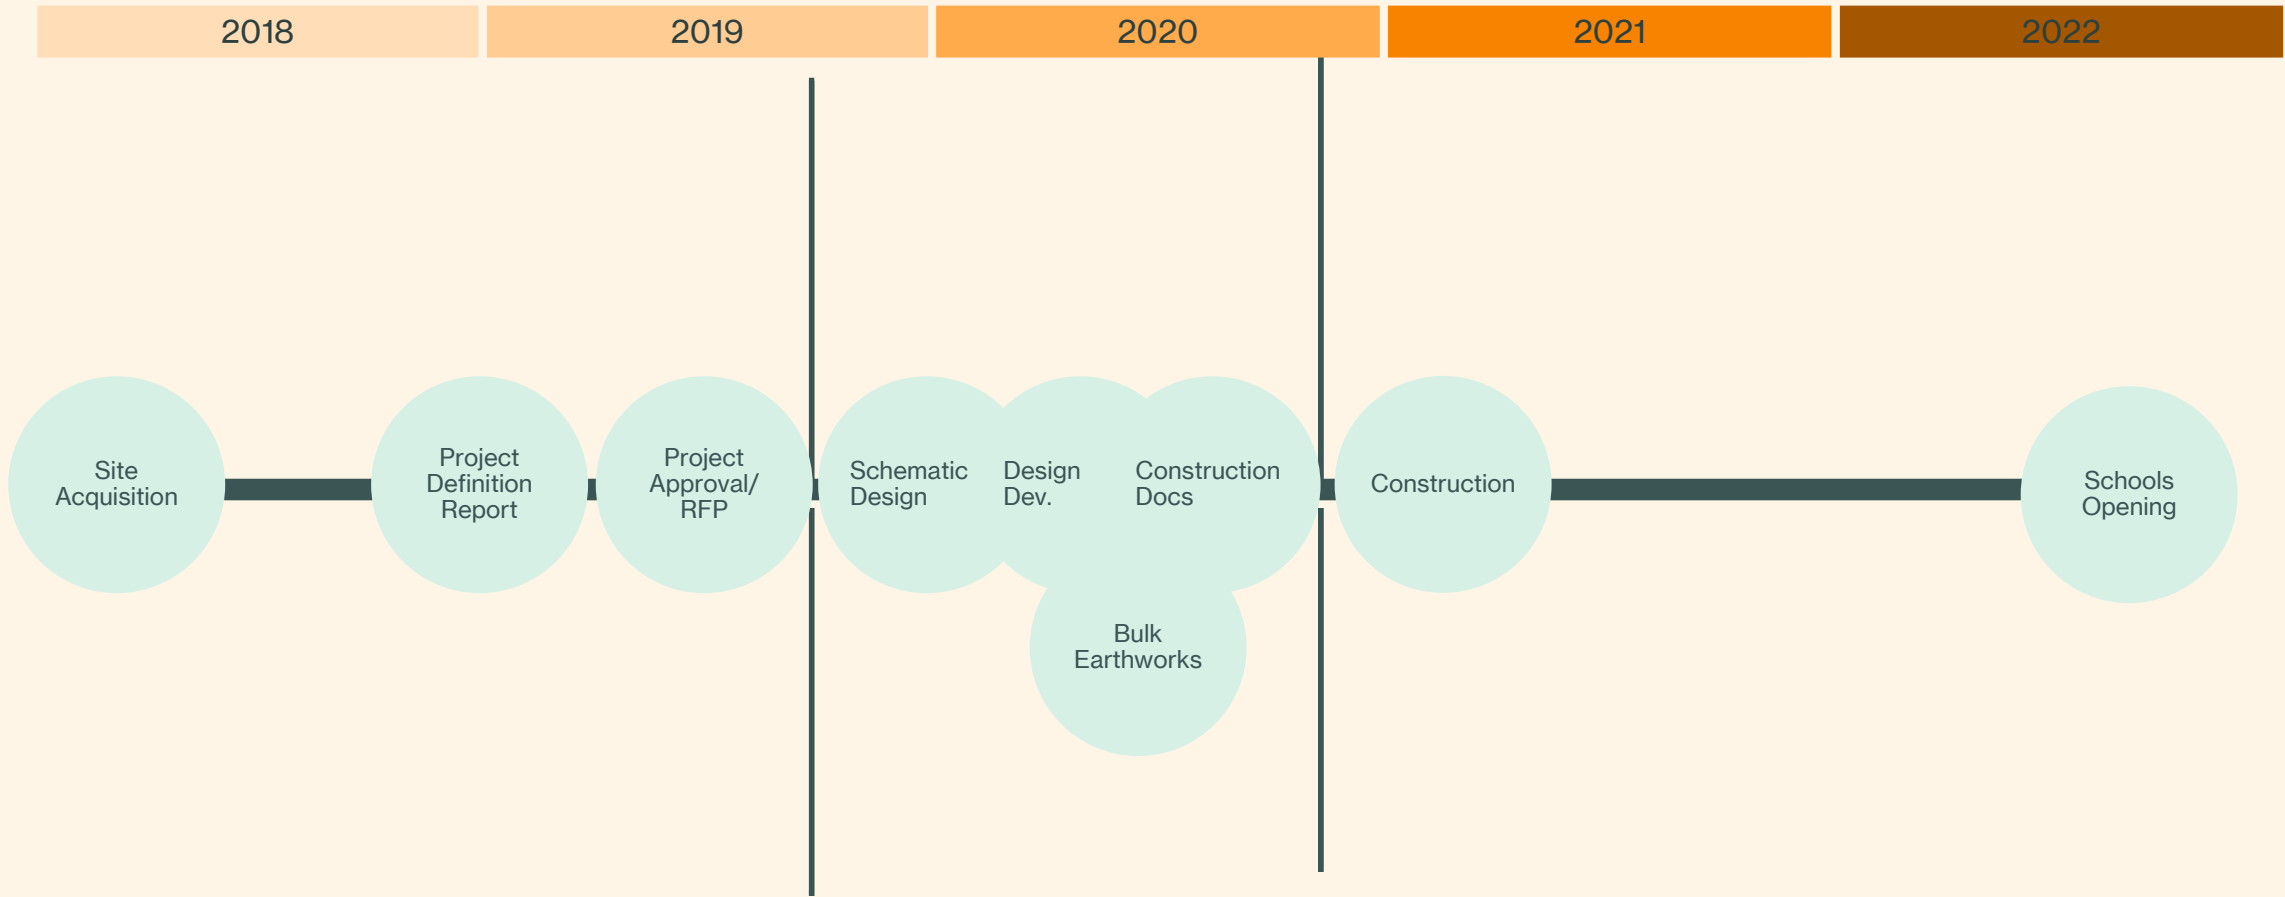 2018
2019
2020
2021
2022
Site
Acquisition
Project
Definition
Report
Project
Approval/
RFP
Schematic
Design
Design
Dev.
Construction
Docs
Construction
Schools
Opening
Bulk
Earthworks